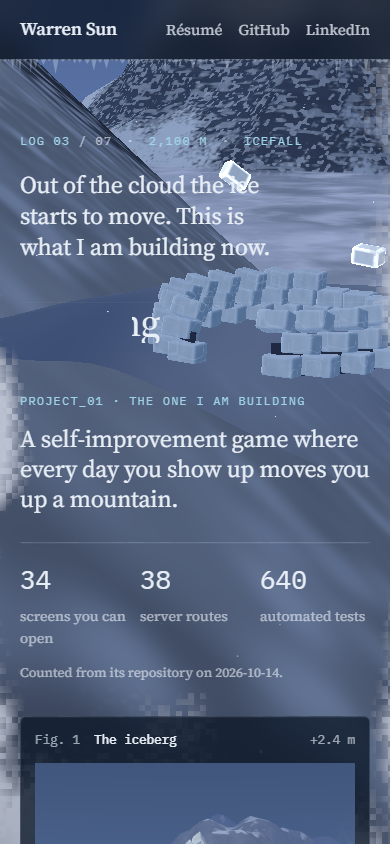 Warren Sun
Résumé GitHub LinkedIn
LOG 03 / 07 · 2,100 M · ICEFALL
Out of the cloud the ice
starts to move. This is
what I am building now.
PROJECT_01 · THE ONE I AM BUILDING
A self-improvement game where
every day you show up moves you
up a mountain.
34 38 640
screens you can open server routes automated tests
Counted from its repository on 2026-10-14.
Fig. 1 The iceberg +2.4 m